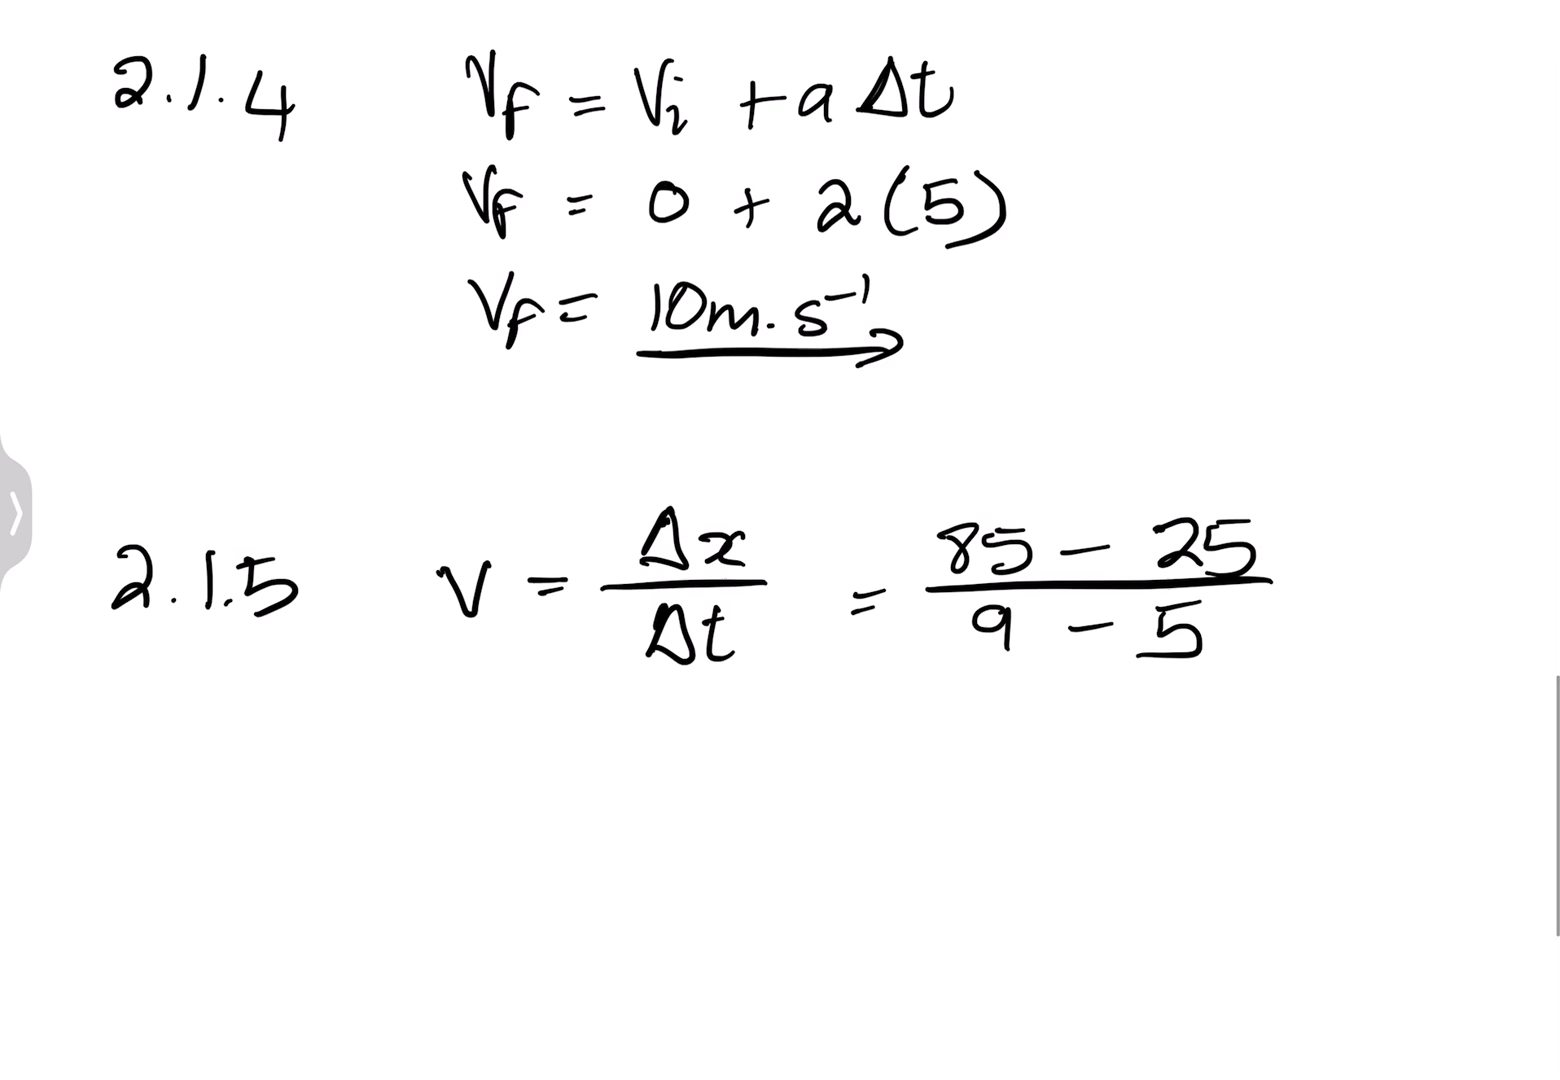 2.1.4 Vf = Vi + a Δt
Vf = 0 + 2(5)
Vf = 10m.s⁻¹
2.1.5 V = Δx/Δt = 85 - 25/9 - 5